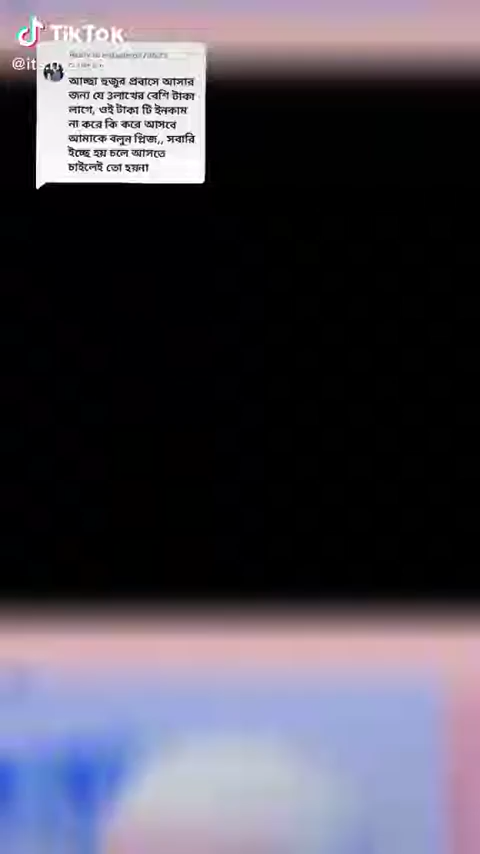 TikTok
আচ্ছা হুজুর প্রবাসে আসার
জন্য যে 3লাখের বেশি টাকা
লাগে, ওই টাকা টি ইনকাম
না করে কি করে আসবে
আমাকে বলুন প্লিজ,, সবারি
ইচ্ছে হয় চলে আসতে
চাইলেই তো হয়না